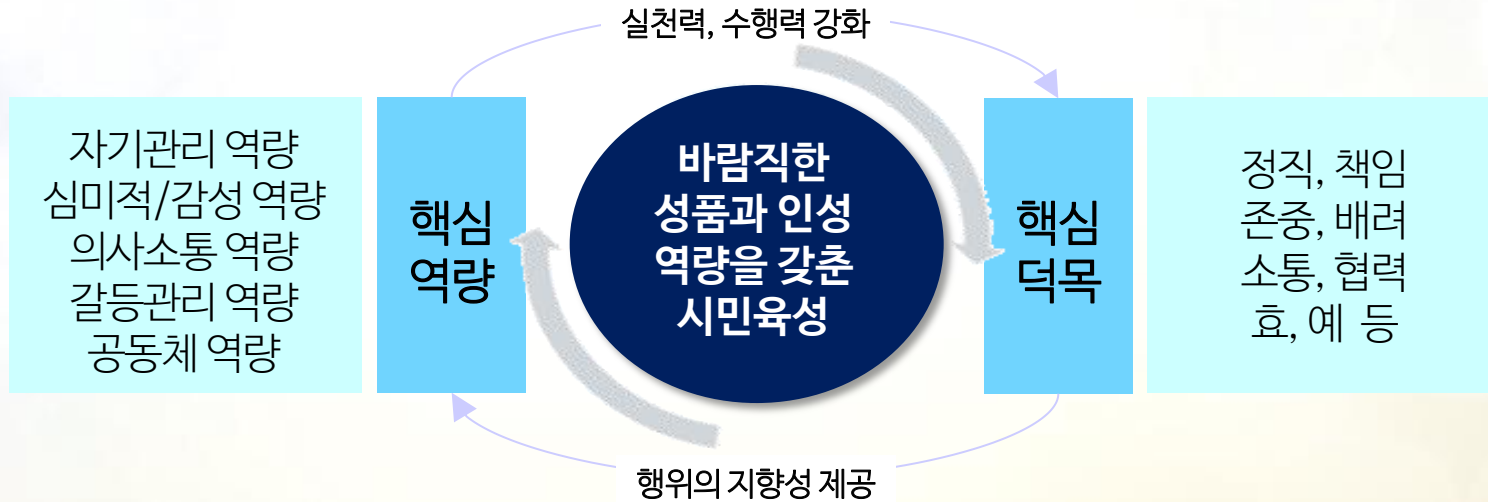 실천력, 수행력 강화
자기관리 역량
심미적/감성 역량
의사소통 역량
갈등관리 역량
공동체 역량
핵심
역량
바람직한
성품과 인성
역량을 갖춘
시민육성
핵심
덕목
정직, 책임
존중, 배려
소통, 협력
효, 예 등
행위의 지향성 제공